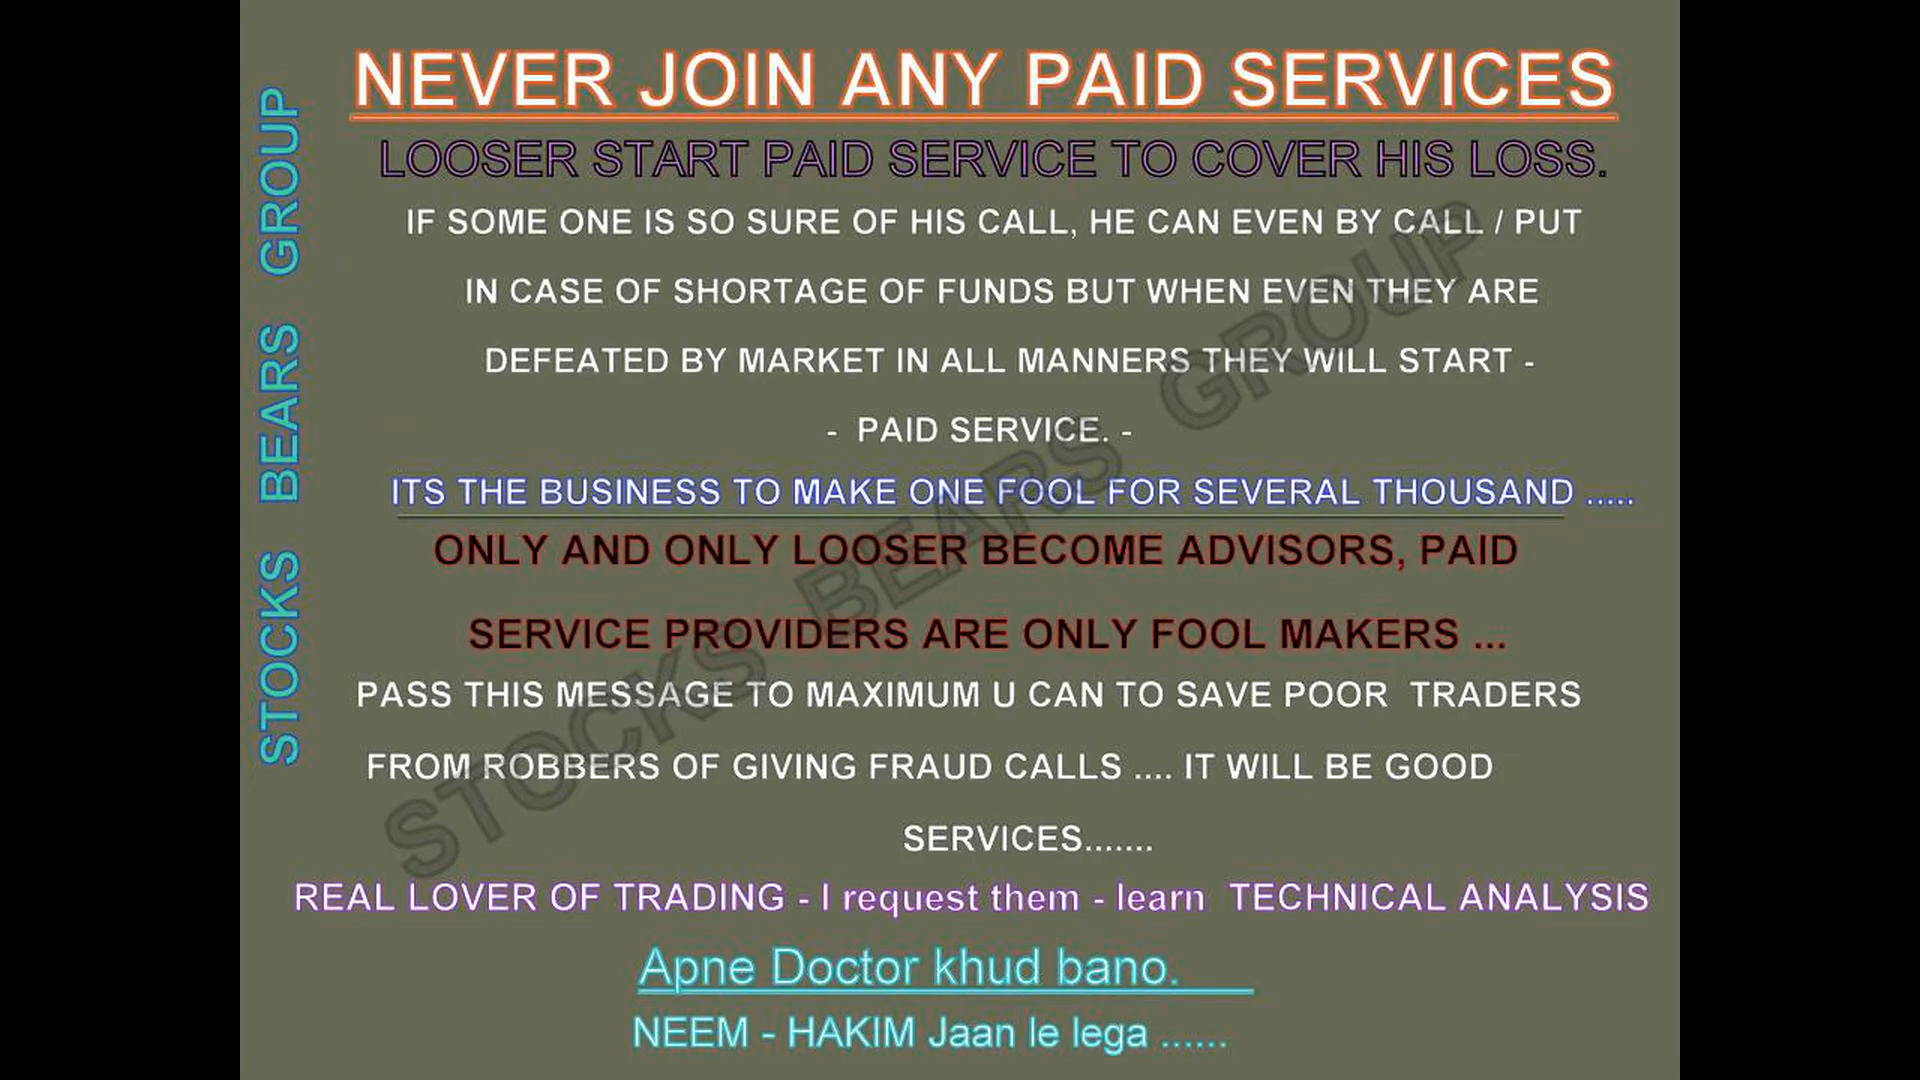 NEVER JOIN ANY PAID SERVICES
LOOSER START PAID SERVICE TO COVER HIS LOSS.
IF SOME ONE IS SO SURE OF HIS CALL, HE CAN EVEN BY CALL / PUT
IN CASE OF SHORTAGE OF FUNDS BUT WHEN EVEN THEY ARE
DEFEATED BY MARKET IN ALL MANNERS THEY WILL START -
- PAID SERVICE. -
ITS THE BUSINESS TO MAKE ONE FOOL FOR SEVERAL THOUSAND .....
ONLY AND ONLY LOOSER BECOME ADVISORS, PAID
SERVICE PROVIDERS ARE ONLY FOOL MAKERS ...
PASS THIS MESSAGE TO MAXIMUM U CAN TO SAVE POOR TRADERS
FROM ROBBERS OF GIVING FRAUD CALLS .... IT WILL BE GOOD
SERVICES.......
REAL LOVER OF TRADING - I request them - learn TECHNICAL ANALYSIS
Apne Doctor khud bano.
NEEM - HAKIM Jaan le lega ......
STOCKS BEARS GROUP
STOCKS BEARS GROUP